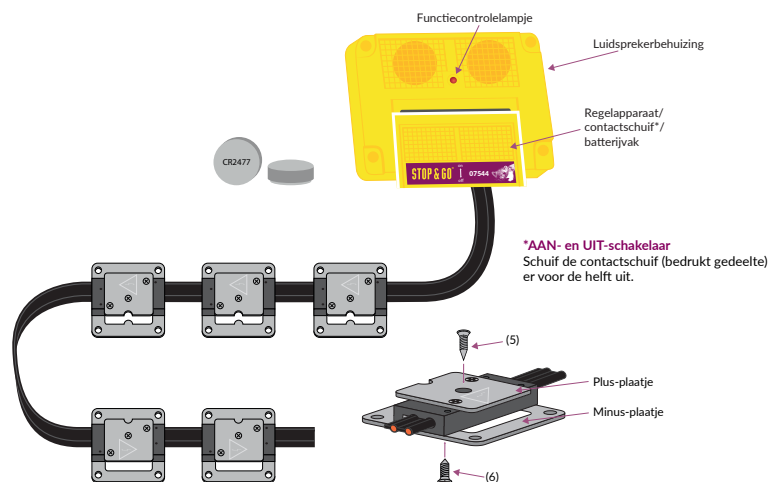 Functiecontrolelampje
Luidsprekerbehuizing
Regelapparaat/
contactschuif*/
batterijvak
CR2477
STOP & GO
07544
*AAN- en UIT-schakelaar
Schuif de contactschuif (bedrukt gedeelte)
er voor de helft uit.
(5)
Plus-plaatje
Minus-plaatje
(6)